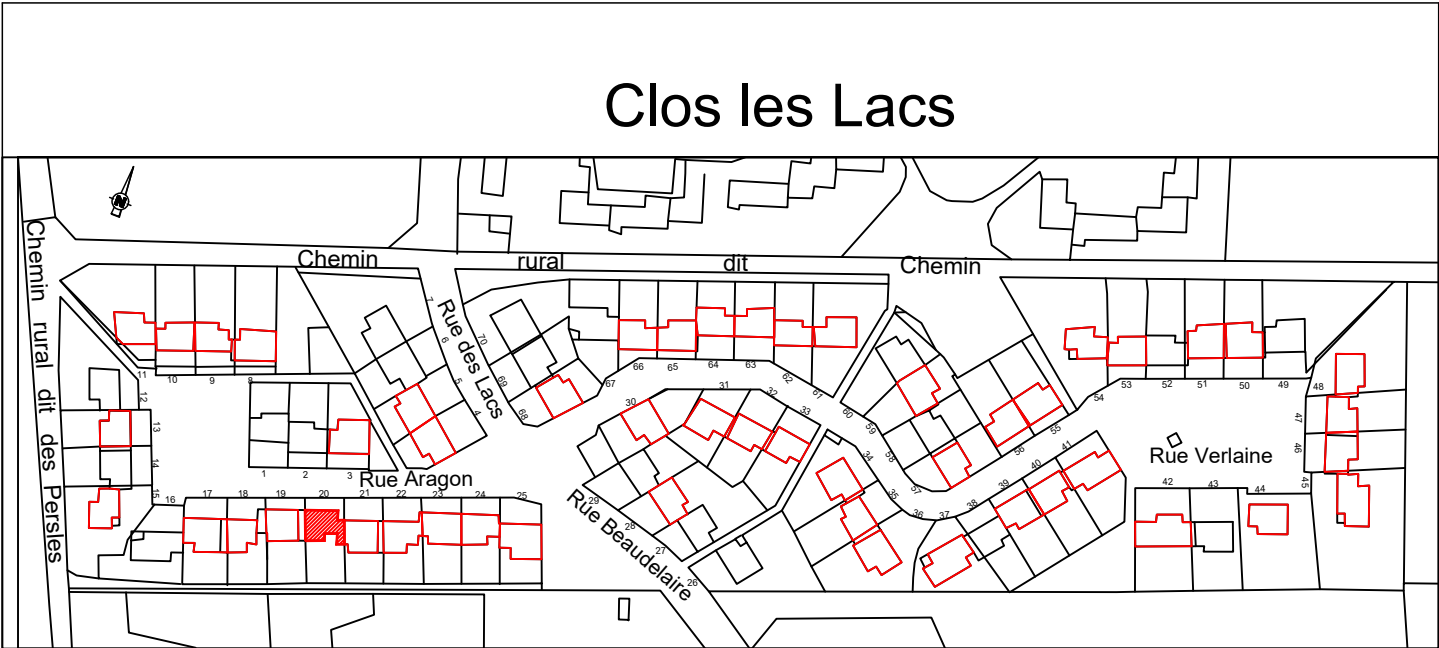 Clos les Lacs
N
Chemin rural dit Chemin
Chemin rural dit des Persles
Rue des Lacs
Rue Aragon
Rue Beaudelaire
Rue Verlaine
1 2 3
4 5 6 7
8 9 10 11
12 13 14 15
16 17 18 19 20 21 22 23 24 25
26 27 28 29
30 31 32 33
34 35 36 37 38 39 40 41
42 43 44
45 46 47 48
49 50 51 52 53 54
55 56 57 58 59 60
61 62 63 64 65 66 67
68 69 70